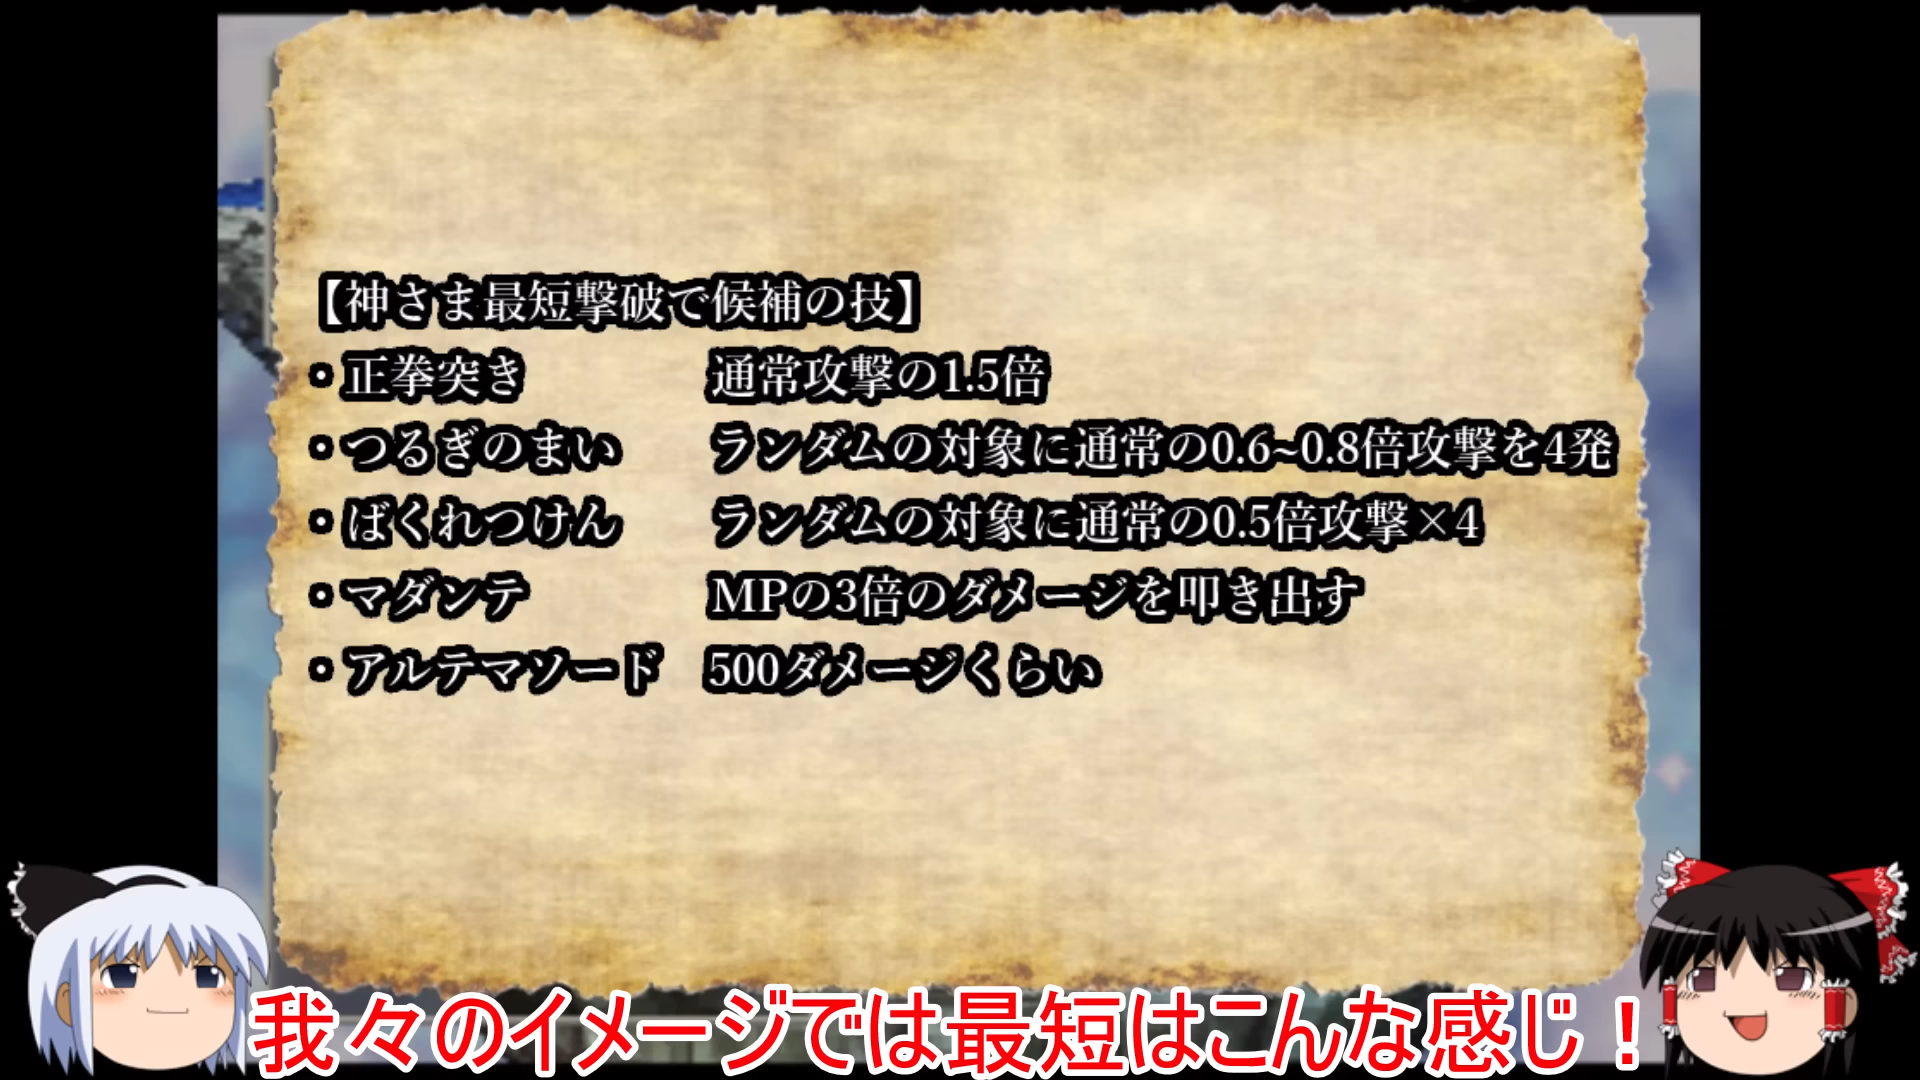 【神さま最短撃破で候補の技】
・正拳突き 通常攻撃の1.5倍
・つるぎのまい ランダムの対象に通常の0.6~0.8倍攻撃を4発
・ばくれつけん ランダムの対象に通常の0.5倍攻撃×4
・マダンテ MPの3倍のダメージを叩き出す
・アルテマソード 500ダメージくらい
我々のイメージでは最短はこんな感じ！